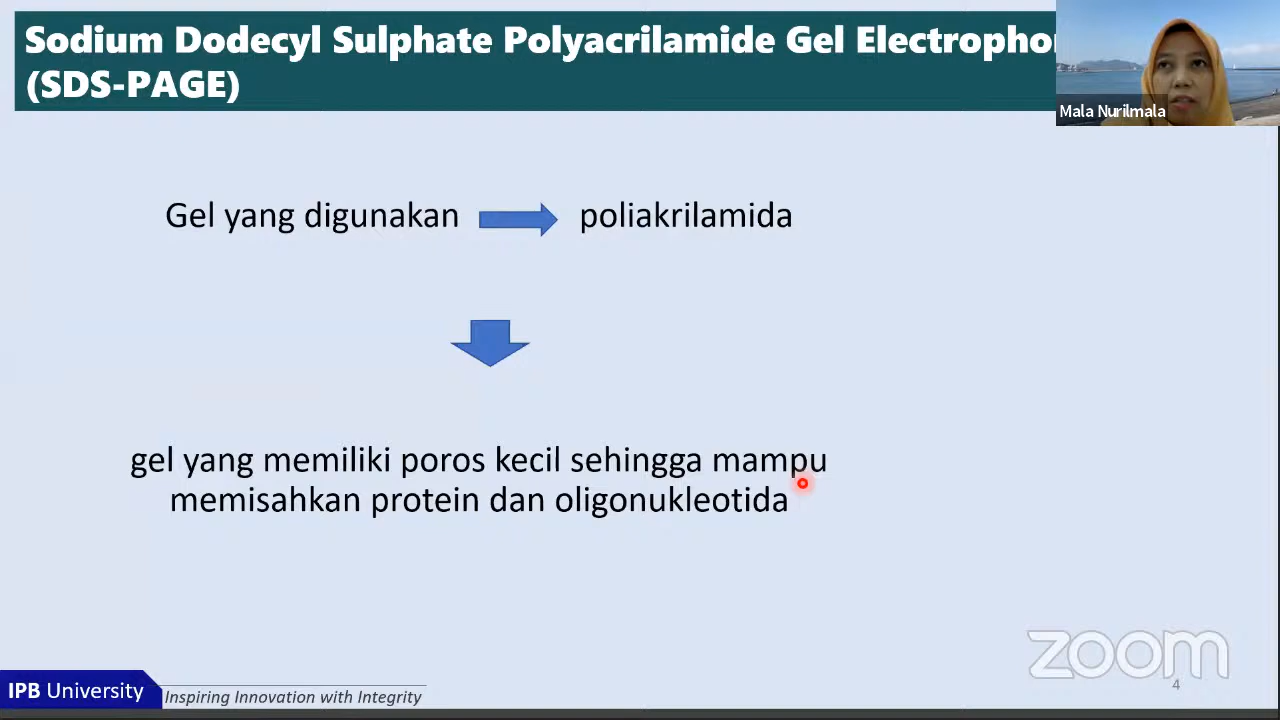 Sodium Dodecyl Sulphate Polyacrilamide Gel
(SDS-PAGE)
Mala Nurilmala
Gel yang digunakan poliakrilamida
gel yang memiliki poros kecil sehingga mampu
memisahkan protein dan oligonukleotida
zoom
4
IPB University
Inspiring Innovation with Integrity